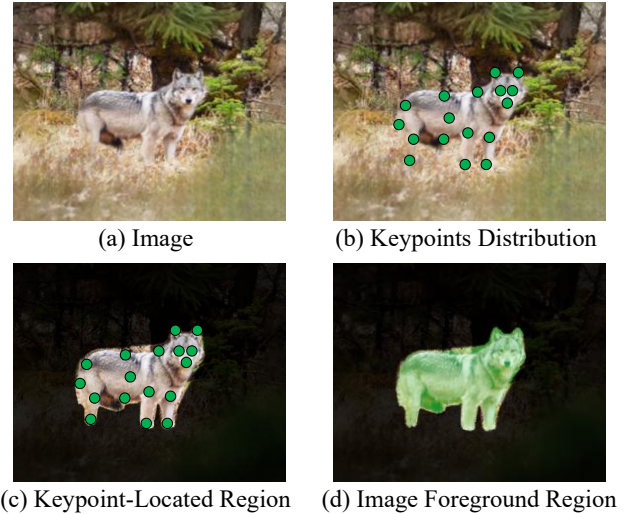 (a) Image
(b) Keypoints Distribution
(c) Keypoint-Located Region
(d) Image Foreground Region